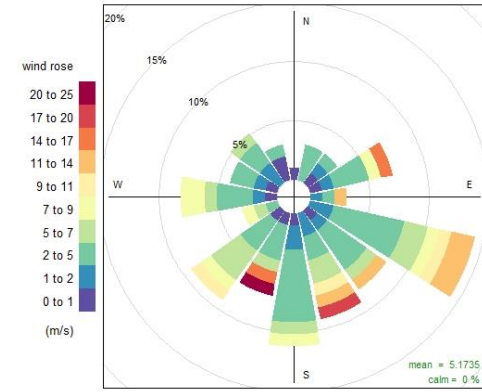 20%
N
15%
wind rose
20 to 25
17 to 20
10%
14 to 17
11 to 14
5%
9 to 11
W
E
7 to 9
5 to 7
2 to 5
1 to 2
0 to 1
(m/s)
mean = 5.1735
S
calm = 0 %